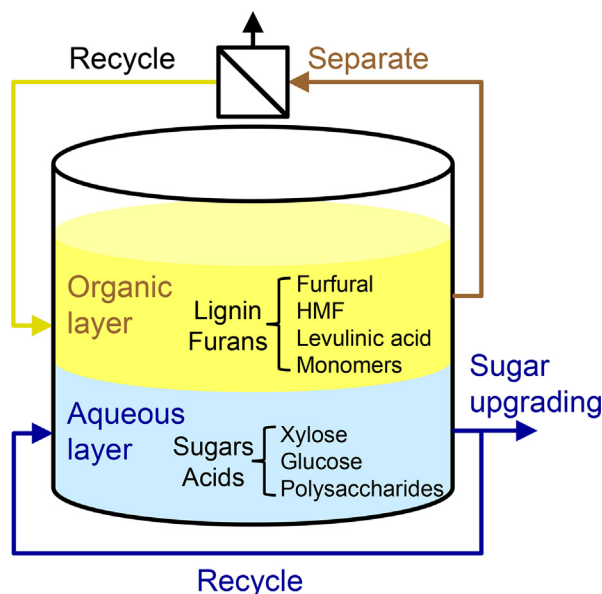 Recycle
Separate
Organic
layer
Lignin
Furans
Furfural
HMF
Levulinic acid
Monomers
Sugar
upgrading
Aqueous
layer
Sugars
Acids
Xylose
Glucose
Polysaccharides
Recycle